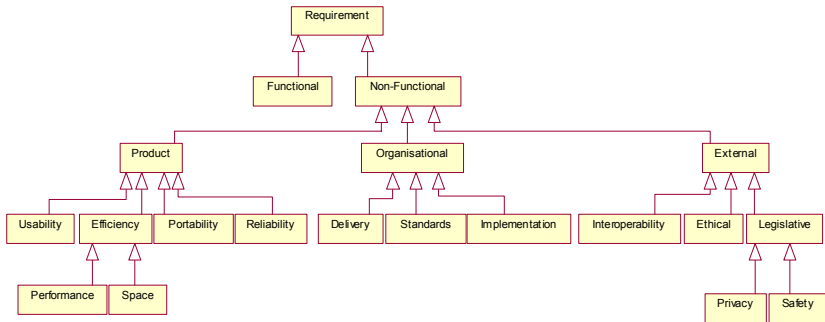 Requirement
Functional
Non-Functional
Product
Organisational
External
Usability
Efficiency
Portability
Reliability
Delivery
Standards
Implementation
Interoperability
Ethical
Legislative
Performance
Space
Privacy
Safety